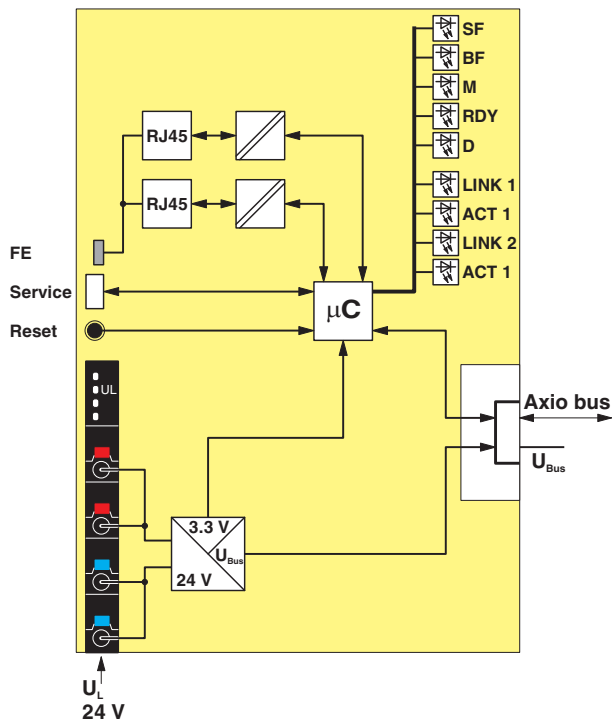 SF
BF
M
RDY
D
LINK 1
ACT 1
LINK 2
ACT 1
RJ45
RJ45
FE
Service
Reset
µC
UL
Axio bus
UBus
3.3 V
UBus
24 V
UL
24 V